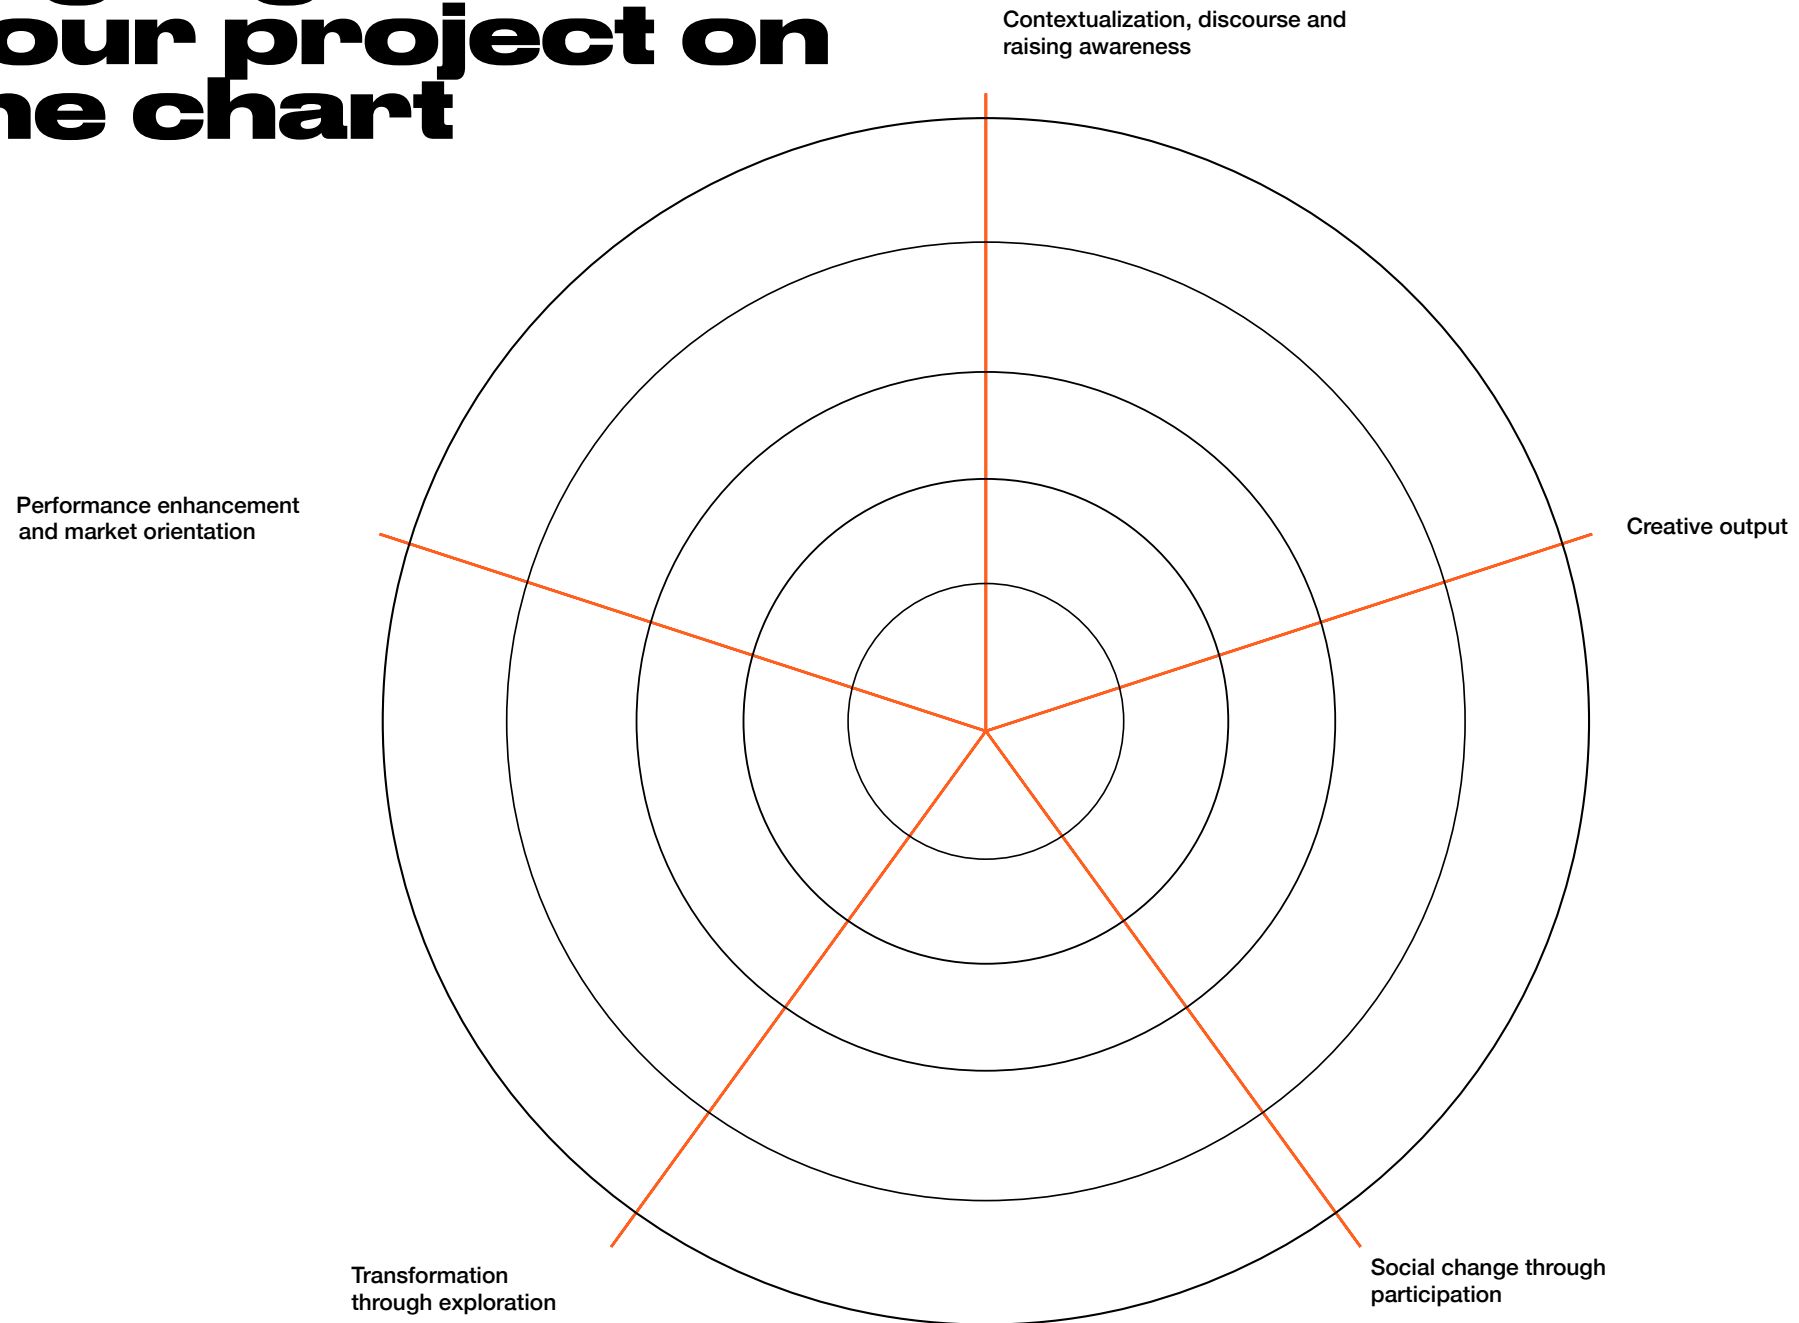 our project on
he chart
Contextualization, discourse and
raising awareness
Performance enhancement
and market orientation
Creative output
Transformation
through exploration
Social change through
participation